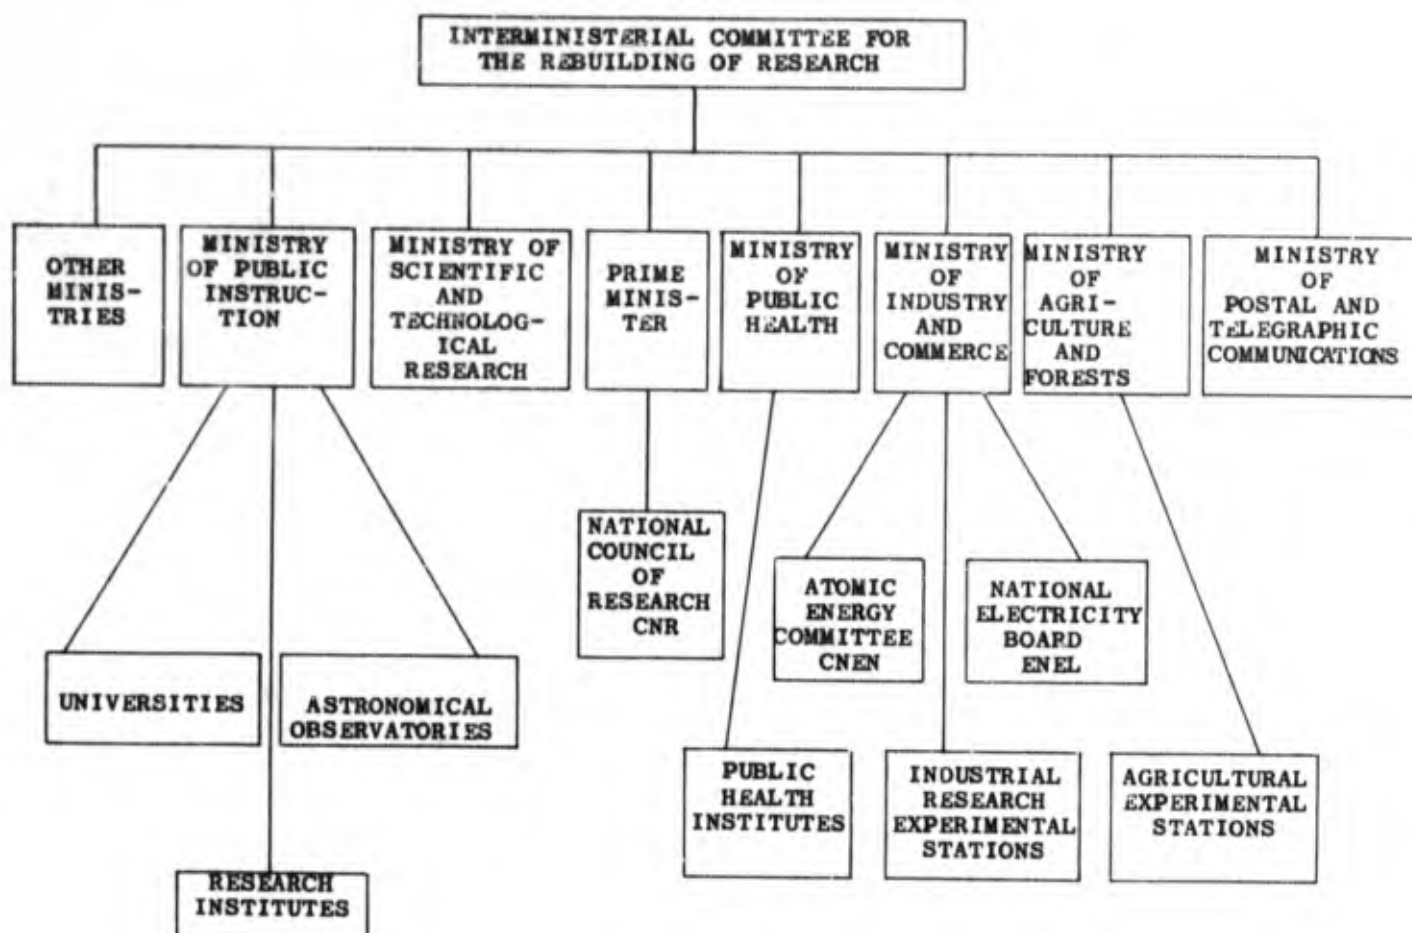 INTERMINISTERIAL COMMITTEE FOR
THE REBUILDING OF RESEARCH
OTHER
MINIS-
TRIES
MINISTRY
OF PUBLIC
INSTRUC-
TION
MINISTRY OF
SCIENTIFIC
AND
TECHNOLOG-
ICAL
RESEARCH
PRIME
MINIS-
TER
MINISTRY
OF
PUBLIC
HEALTH
MINISTRY
OF
INDUSTRY
AND
COMMERCE
MINISTRY
OF
AGRI-
CULTURE
AND
FORESTS
MINISTRY
OF
POSTAL AND
TELEGRAPHIC
COMMUNICATIONS
NATIONAL
COUNCIL
OF
RESEARCH
CNR
ATOMIC
ENERGY
COMMITTEE
CNEN
NATIONAL
ELECTRICITY
BOARD
ENEL
UNIVERSITIES
ASTRONOMICAL
OBSERVATORIES
PUBLIC
HEALTH
INSTITUTES
INDUSTRIAL
RESEARCH
EXPERIMENTAL
STATIONS
AGRICULTURAL
EXPERIMENTAL
STATIONS
RESEARCH
INSTITUTES